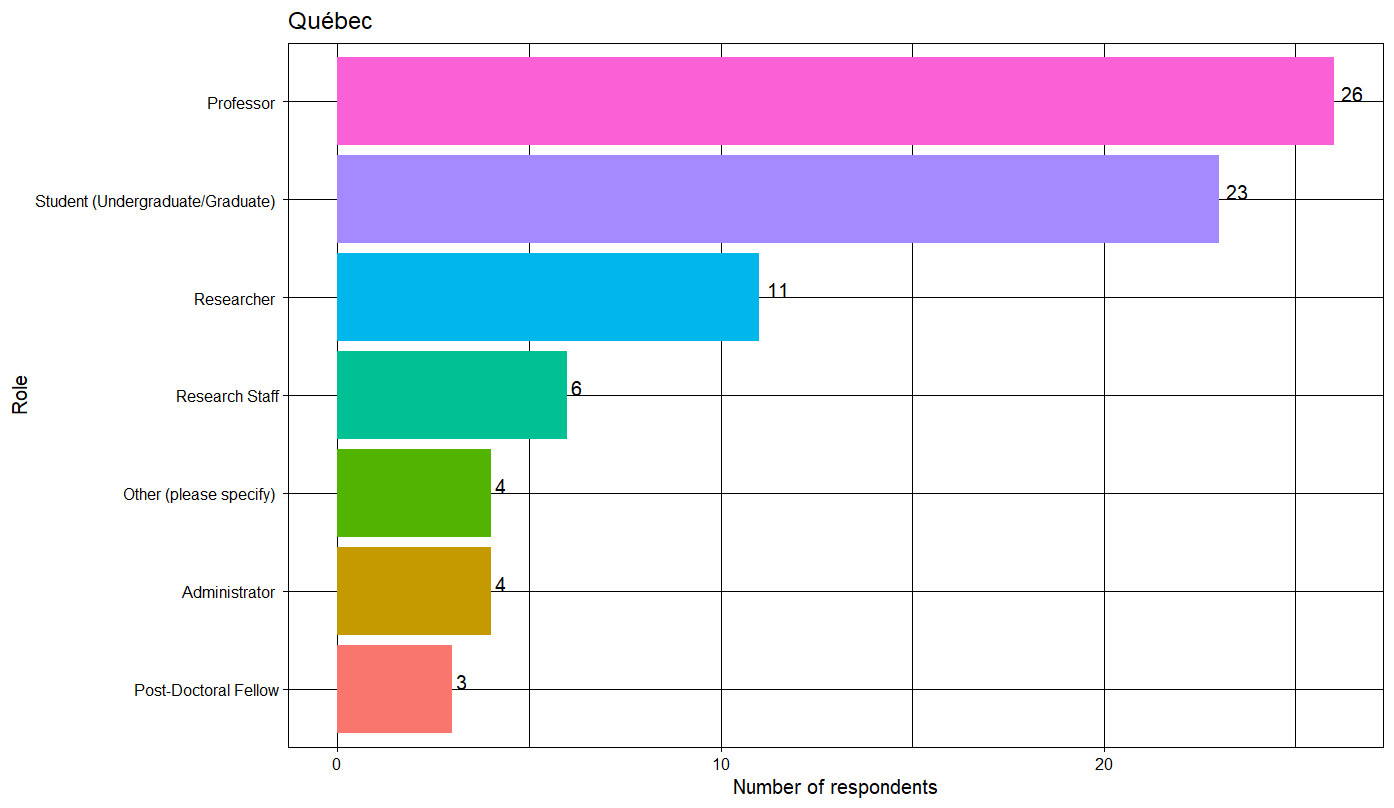 Québec
Professor
26
Student (Undergraduate/Graduate)
23
Researcher
11
Research Staff
6
Other (please specify)
4
Administrator
4
Post-Doctoral Fellow
3
Role
0
10
20
Number of respondents